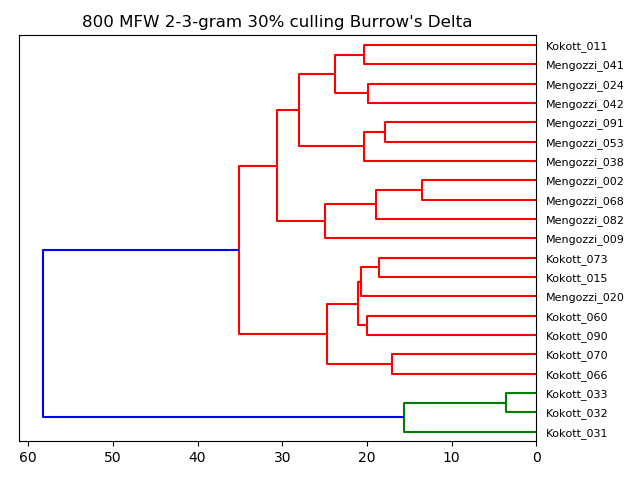 800 MFW 2-3-gram 30% culling Burrow's Delta
Kokott_011
Mengozzi_041
Mengozzi_024
Mengozzi_042
Mengozzi_091
Mengozzi_053
Mengozzi_038
Mengozzi_002
Mengozzi_068
Mengozzi_082
Mengozzi_009
Kokott_073
Kokott_015
Mengozzi_020
Kokott_060
Kokott_090
Kokott_070
Kokott_066
Kokott_033
Kokott_032
Kokott_031
60 50 40 30 20 10 0